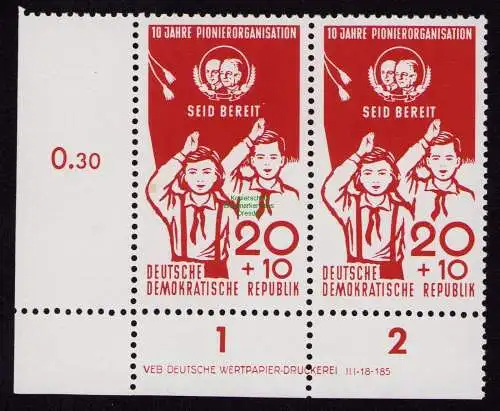 10 JAHRE PIONIERORGANISATION
SEID BEREIT
20
+10
DEUTSCHE
DEMOKRATISCHE REPUBLIK
10 JAHRE PIONIERORGANISATION
SEID BEREIT
20
+10
DEUTSCHE
DEMOKRATISCHE REPUBLIK
0.30
1
2
VEB DEUTSCHE WERTPAPIER-DRUCKEREI III-18-185
Dresden